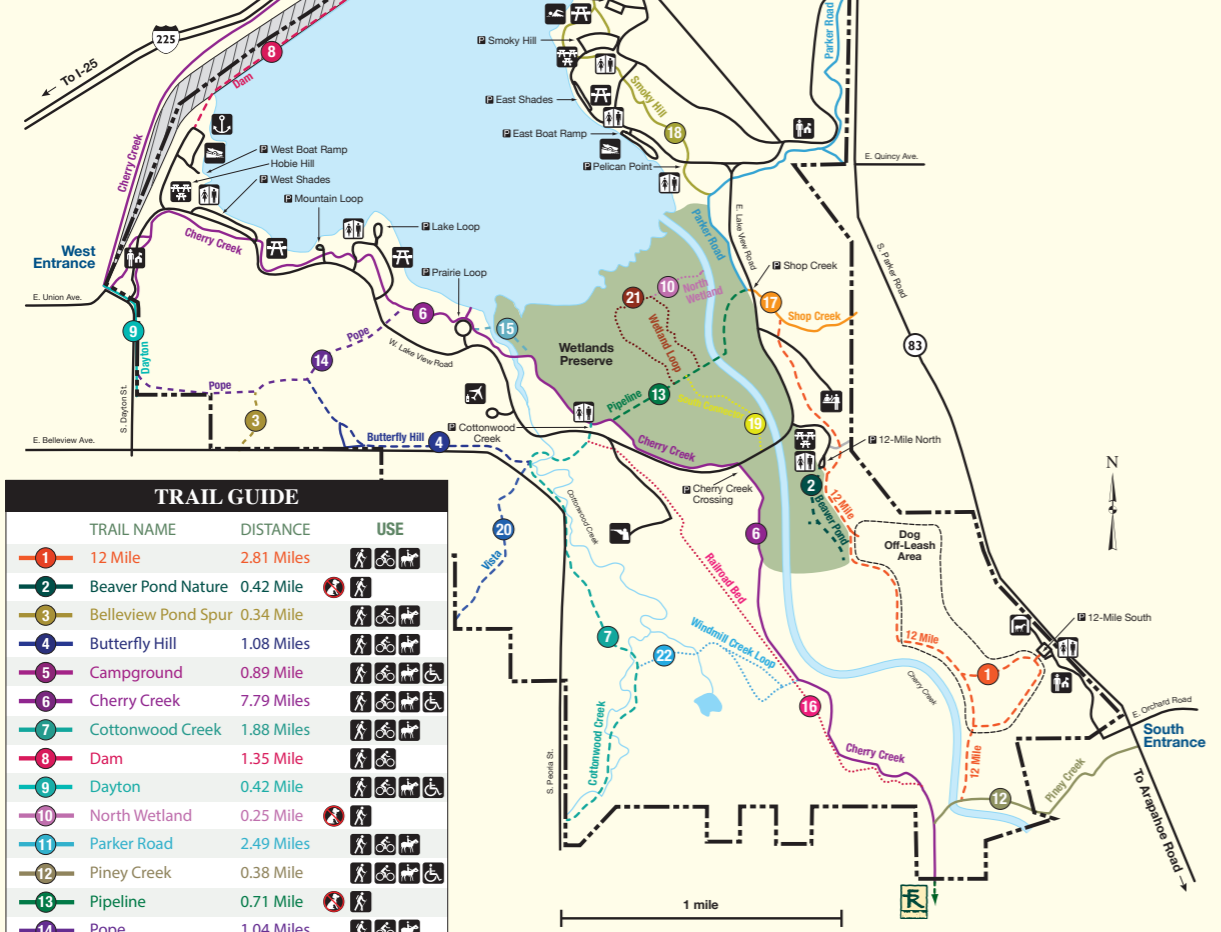 225
To I-25
8
Dam
Cherry Creek
P Smoky Hill
P East Shades
P East Boat Ramp
P Pelican Point
Smoky Hill
18
Parker Road
E. Quincy Ave.
P West Boat Ramp
Hobie Hill
P West Shades
P Mountain Loop
P Lake Loop
P Prairie Loop
Cherry Creek
West
Entrance
E. Union Ave.
Parker Road
E. Lake View Road
S. Parker Road
P Shop Creek
17
Shop Creek
83
10
North
Wetland
21
Wetland Loop
6
15
Wetlands
Preserve
9
Dayton
S. Dayton St.
Pope
14
Pope
W. Lake View Road
3
E. Belleview Ave.
Butterfly Hill
4
P Cottonwood
Creek
Pipeline
13
South Connector
19
Cherry Creek
P 12-Mile North
P Cherry Creek
Crossing
2
Beaver Pond
12 Mile
6
Dog
Off-Leash
Area
N
Cottonwood Creek
20
Vista
Railroad Bed
7
22
Windmill Creek Loop
12 Mile
1
P 12-Mile South
Cherry Creek
E. Orchard Road
South
Entrance
16
Cherry Creek
12 Mile
Cottonwood Creek
S. Peoria St.
12
Piney Creek
To Arapahoe Road
1 mile
TRAIL GUIDE
TRAIL NAME DISTANCE USE
1 12 Mile 2.81 Miles
2 Beaver Pond Nature 0.42 Mile
3 Belleview Pond Spur 0.34 Mile
4 Butterfly Hill 1.08 Miles
5 Campground 0.89 Mile
6 Cherry Creek 7.79 Miles
7 Cottonwood Creek 1.88 Miles
8 Dam 1.35 Mile
9 Dayton 0.42 Mile
10 North Wetland 0.25 Mile
11 Parker Road 2.49 Miles
12 Piney Creek 0.38 Mile
13 Pipeline 0.71 Mile
14 Pope 1.04 Miles